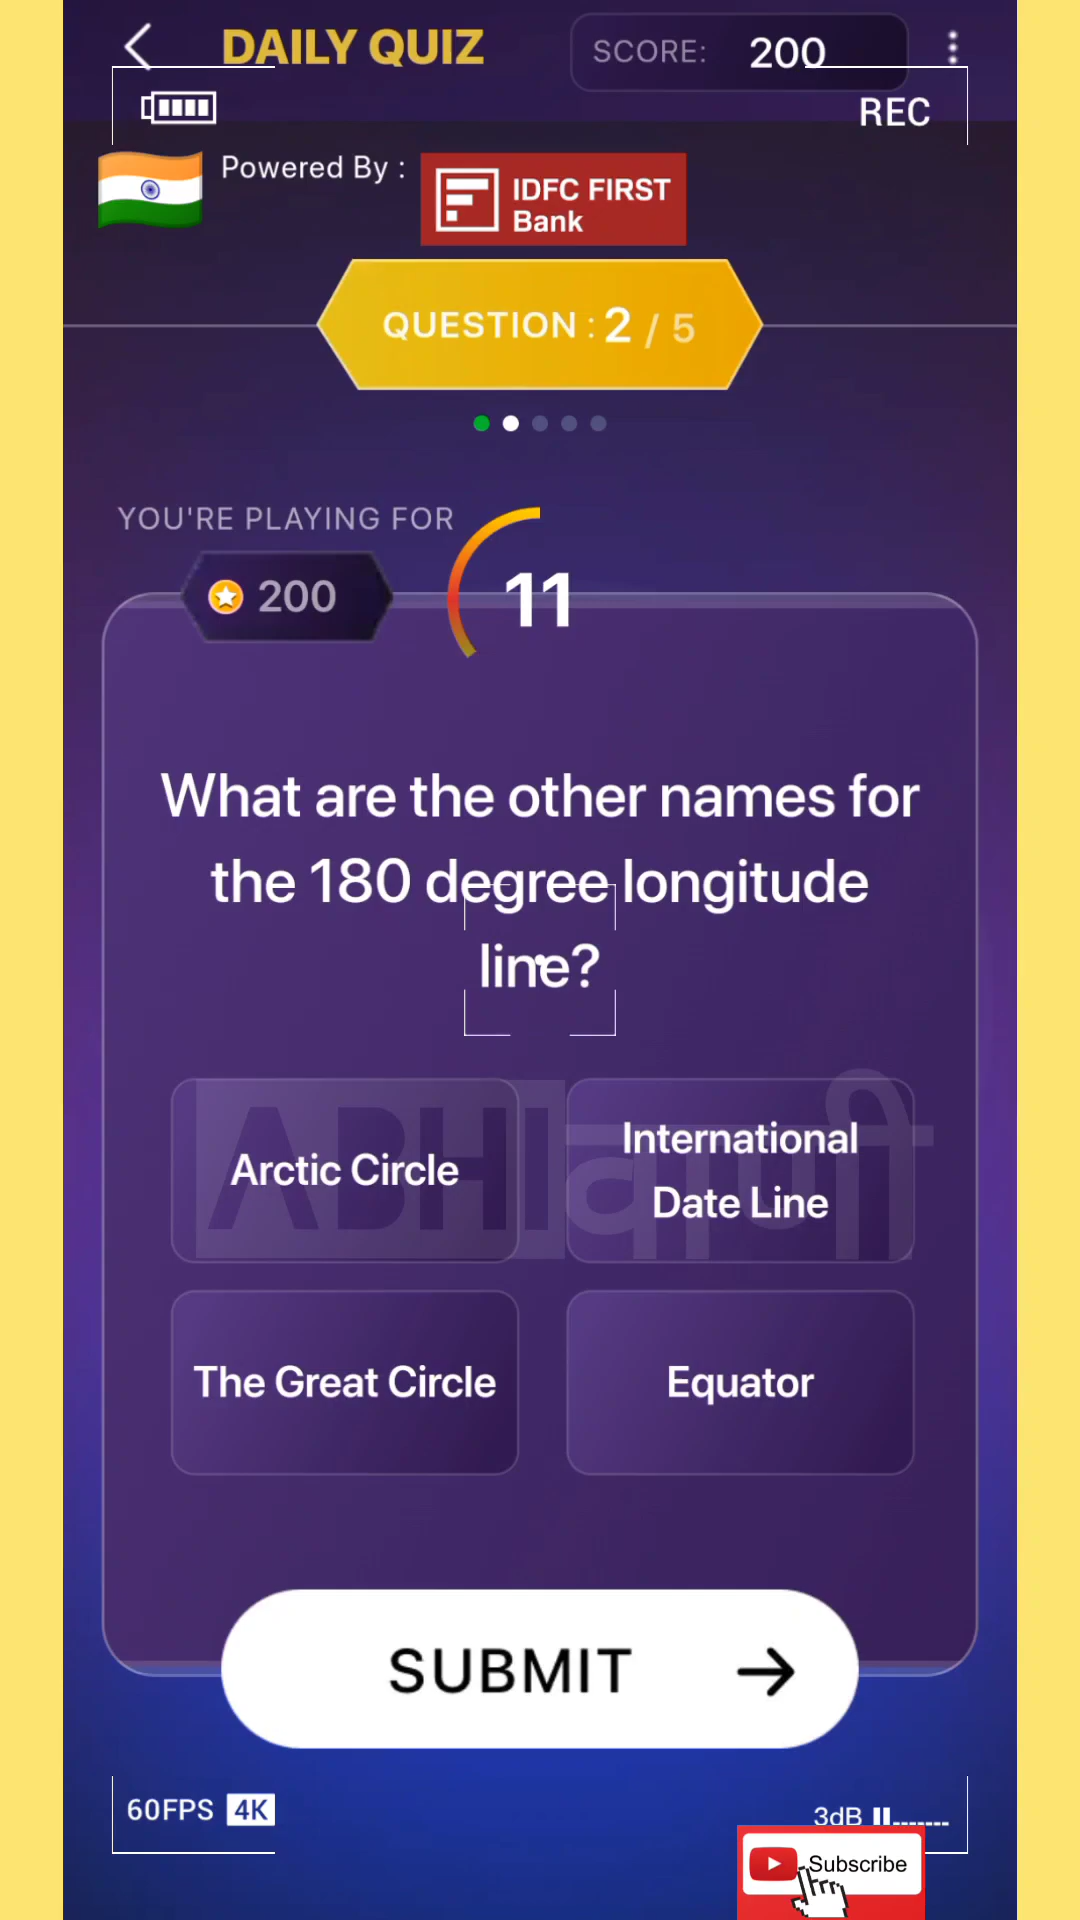 DAILY QUIZ
SCORE: 200
REC
Powered By :
IDFC FIRST
Bank
QUESTION : 2 / 5
YOU'RE PLAYING FOR
200
11
What are the other names for
the 180 degree longitude
line?
ABHIवाणी
Arctic Circle
International
Date Line
The Great Circle
Equator
SUBMIT
60FPS 4K
3dB
Subscribe